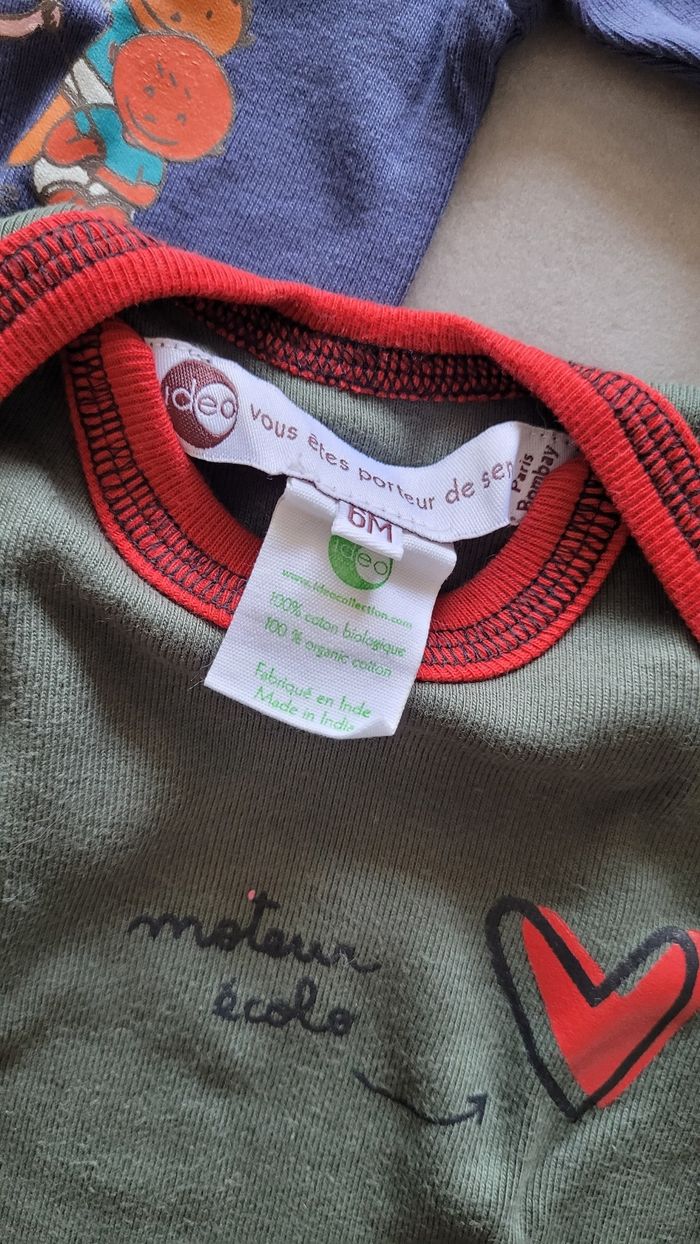 ideo
vous êtes porteur de sen
Paris
Bombay
6M
ideo
www.ideocollection.com
100% coton biologique
100 % organic cotton
Fabriqué en Inde
Made in India
moteur
écolo